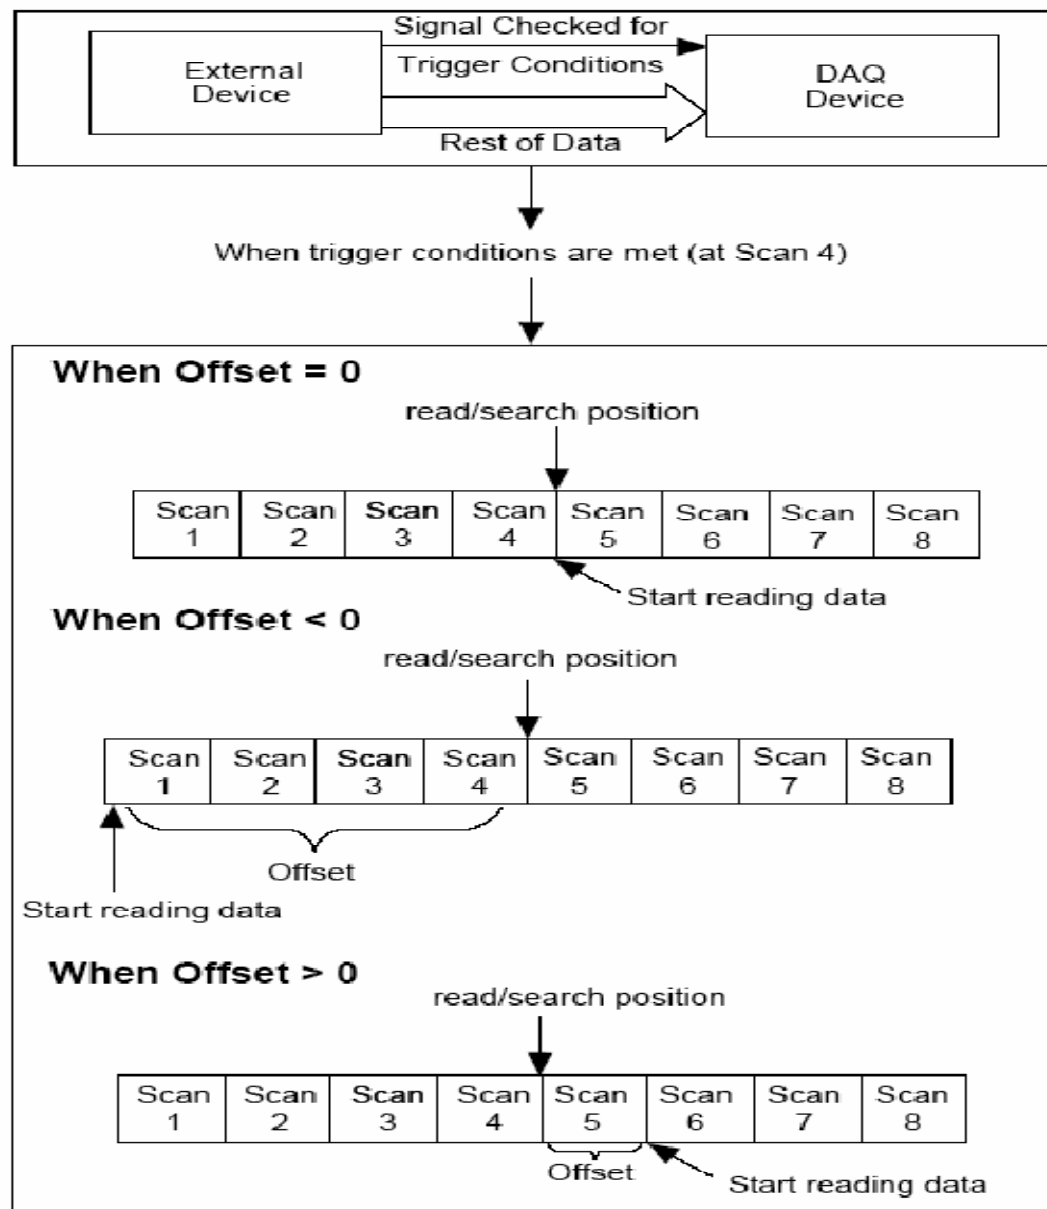 Signal Checked for
Trigger Conditions
External
Device
DAQ
Device
Rest of Data
When trigger conditions are met (at Scan 4)
When Offset = 0
read/search position
Scan 1 Scan 2 Scan 3 Scan 4 Scan 5 Scan 6 Scan 7 Scan 8
Start reading data
When Offset < 0
read/search position
Scan 1 Scan 2 Scan 3 Scan 4 Scan 5 Scan 6 Scan 7 Scan 8
Offset
Start reading data
When Offset > 0
read/search position
Scan 1 Scan 2 Scan 3 Scan 4 Scan 5 Scan 6 Scan 7 Scan 8
Offset
Start reading data